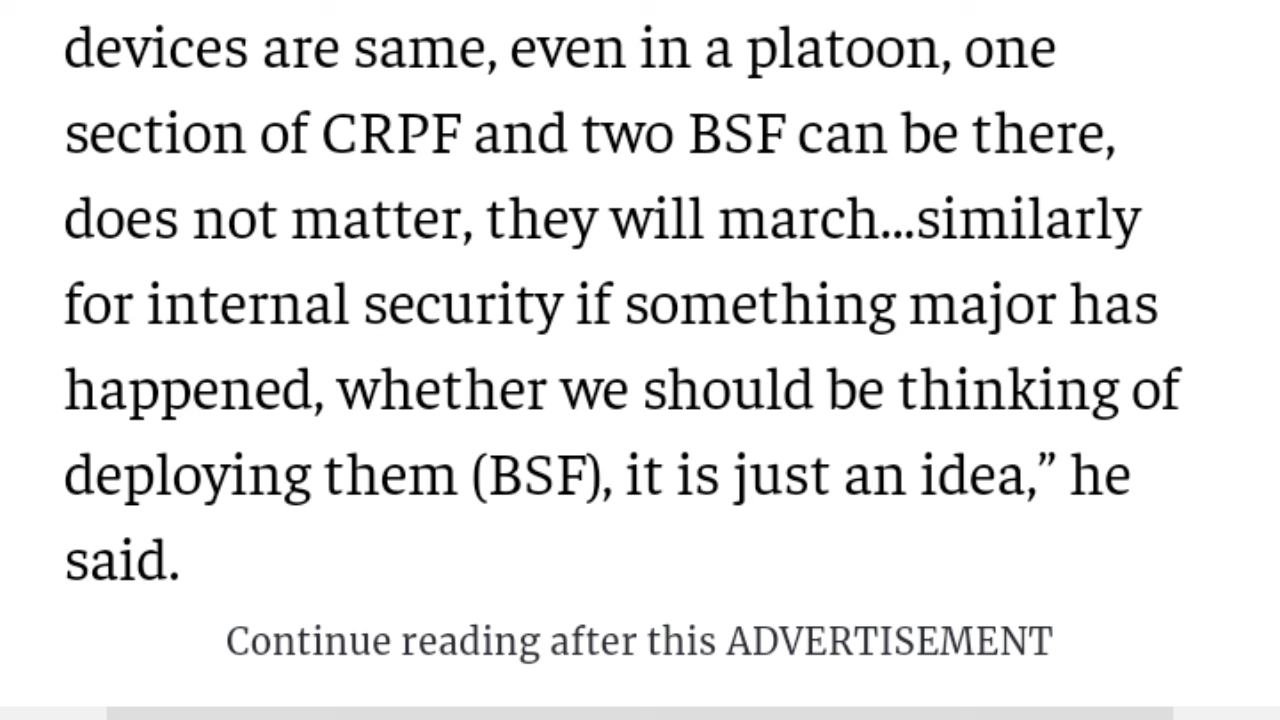 devices are same, even in a platoon, one
section of CRPF and two BSF can be there,
does not matter, they will march...similarly
for internal security if something major has
happened, whether we should be thinking of
deploying them (BSF), it is just an idea,” he
said.
Continue reading after this ADVERTISEMENT